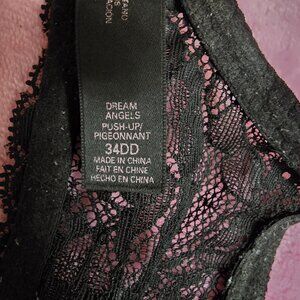 DREAM
ANGELS
PUSH-UP/
PIGEONNANT
34DD
MADE IN CHINA
FAIT EN CHINE
HECHO EN CHINA